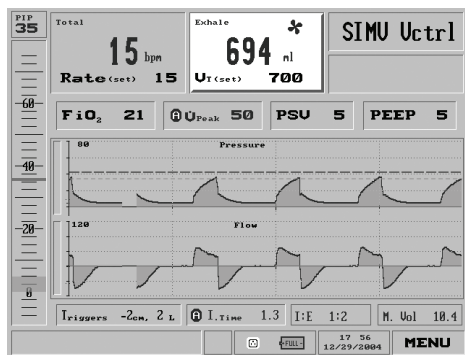 PIP
35
Total
15 bpm
Rate (set) 15
Exhale
694 ml
VT (set) 700
SIMV Vctrl
60
40
20
0
FiO2 21
A V̇Peak 50
PSV 5
PEEP 5
80 Pressure
120 Flow
Triggers -2cm, 2 L
A I.Time 1.3
I:E 1:2
M. Vol 10.4
FULL
17 56
12/29/2004
MENU